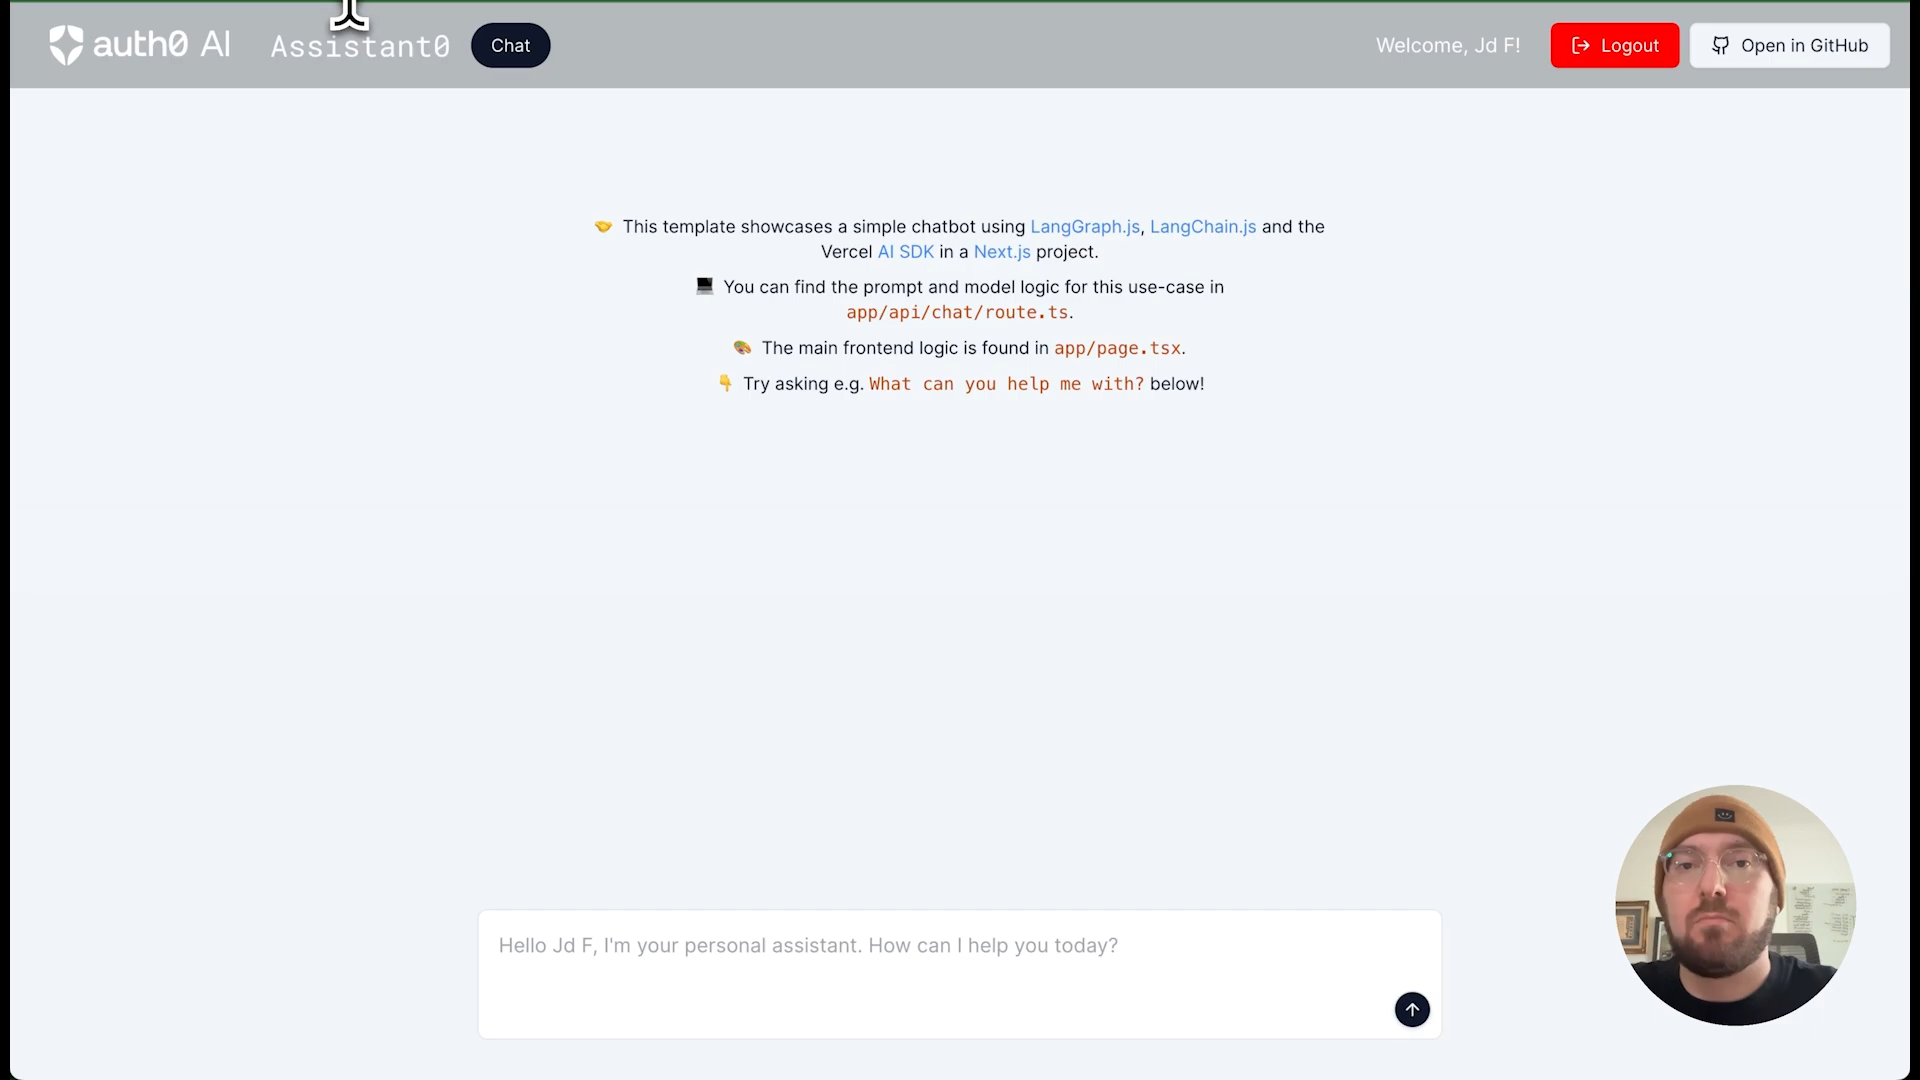 auth0 AI Assistant0 Chat Welcome, Jd F! Logout Open in GitHub
This template showcases a simple chatbot using LangGraph.js, LangChain.js and the
Vercel AI SDK in a Next.js project.
You can find the prompt and model logic for this use-case in
app/api/chat/route.ts.
The main frontend logic is found in app/page.tsx.
Try asking e.g. What can you help me with? below!
Hello Jd F, I'm your personal assistant. How can I help you today?